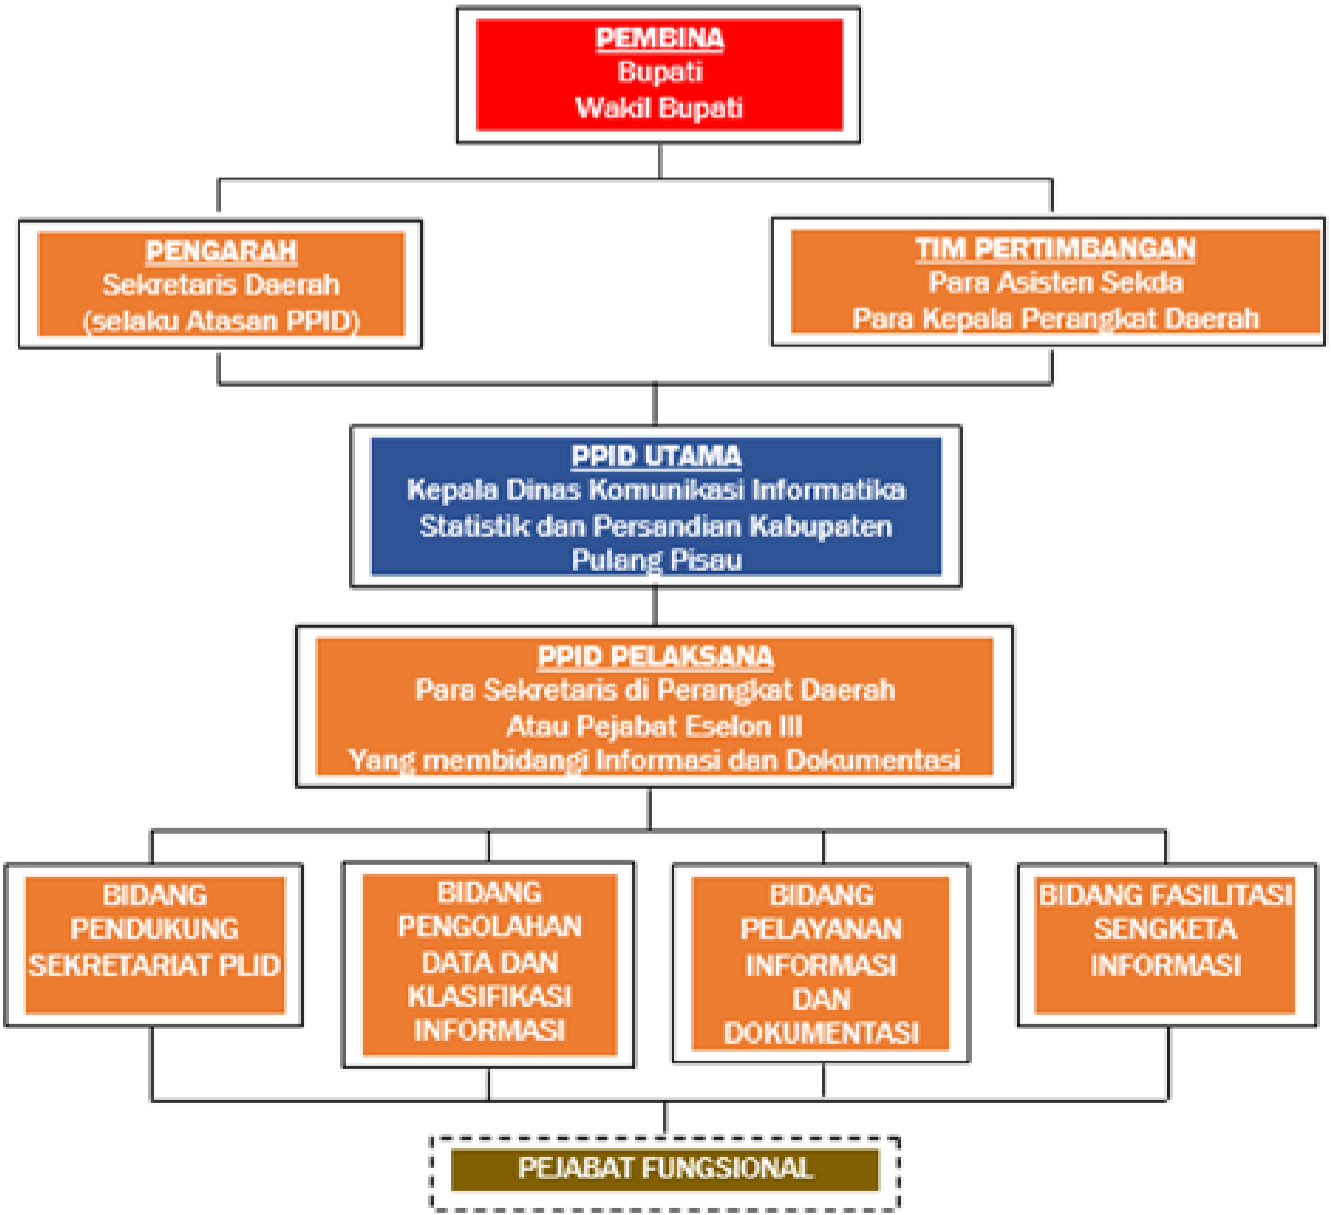 PEMBINA
Bupati
Wakil Bupati
PENGARAH
Sekretaris Daerah
(selaku Atasan PPID)
TIM PERTIMBANGAN
Para Asisten Sekda
Para Kepala Perangkat Daerah
PPID UTAMA
Kepala Dinas Komunikasi Informatika
Statistik dan Persandian Kabupaten
Pulang Pisau
PPID PELAKSANA
Para Sekretaris di Perangkat Daerah
Atau Pejabat Eselon III
Yang membidangi Informasi dan Dokumentasi
BIDANG
PENDUKUNG
SEKRETARIAT PLID
BIDANG
PENGOLAHAN
DATA DAN
KLASIFIKASI
INFORMASI
BIDANG
PELAYANAN
INFORMASI
DAN
DOKUMENTASI
BIDANG FASILITASI
SENGKETA
INFORMASI
PEJABAT FUNGSIONAL